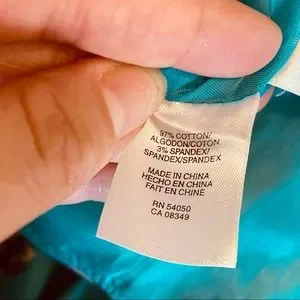 97% COTTON/
ALGODON/COTON
3% SPANDEX/
SPANDEX/SPANDEX
MADE IN CHINA
HECHO EN CHINA
FAIT EN CHINE
RN 54050
CA 08349